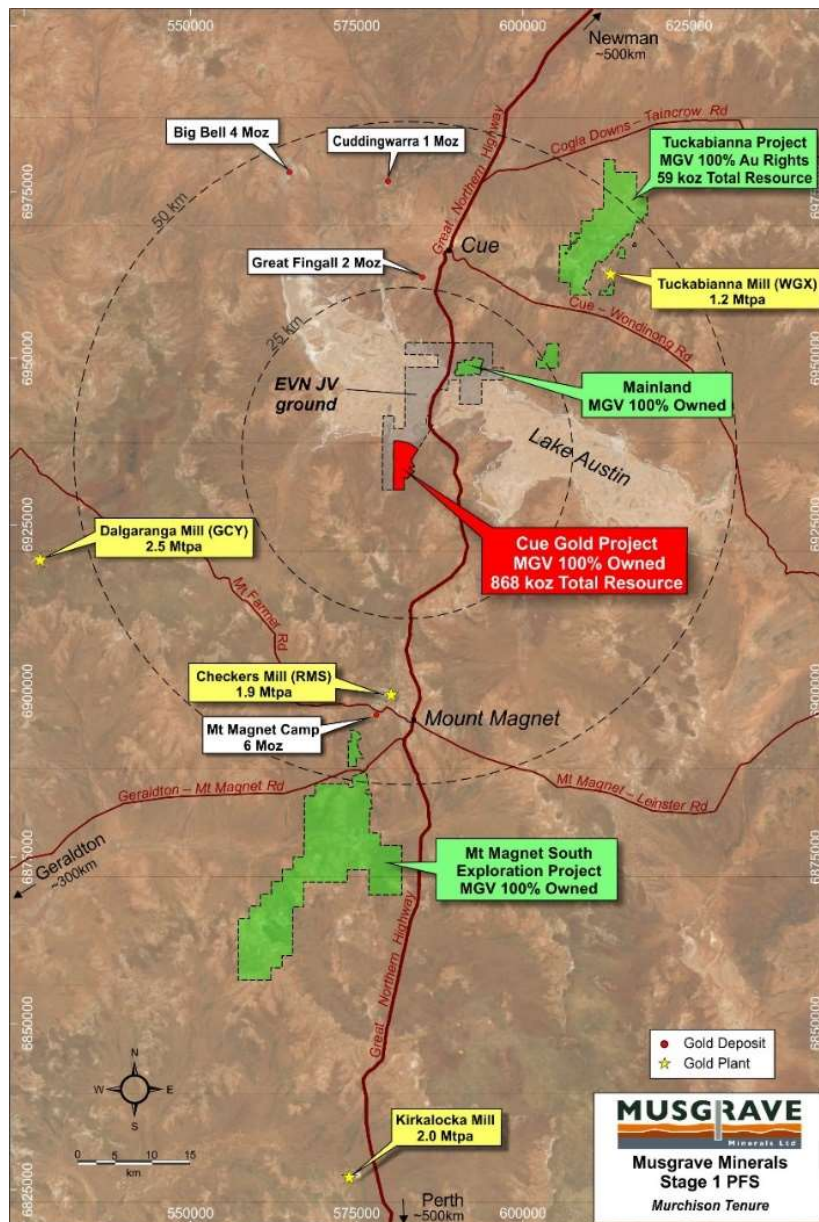 550000
575000
600000
625000
Newman
~500km
Cogla Downs – Taincrow Rd
Big Bell 4 Moz
Cuddingwarra 1 Moz
Great Northern Highway
Tuckabianna Project
MGV 100% Au Rights
59 koz Total Resource
6975000
50 km
Cue
Great Fingall 2 Moz
Tuckabianna Mill (WGX)
1.2 Mtpa
Cue – Wondinong Rd
25 km
6950000
6950000
EVN JV
ground
Mainland
MGV 100% Owned
Lake Austin
6925000
6925000
Dalgaranga Mill (GCY)
2.5 Mtpa
Cue Gold Project
MGV 100% Owned
868 koz Total Resource
Mt Farmer Rd
Checkers Mill (RMS)
1.9 Mtpa
6900000
6900000
Mt Magnet Camp
6 Moz
Mount Magnet
Geraldton – Mt Magnet Rd
Mt Magnet – Leinster Rd
6875000
6875000
Geraldton
~300km
Mt Magnet South
Exploration Project
MGV 100% Owned
Great Northern Highway
6850000
6850000
Gold Deposit
Gold Plant
N
W
E
S
0 5 10 15
km
Kirkalocka Mill
2.0 Mtpa
MUSGRAVE
Minerals Ltd
Musgrave Minerals
Stage 1 PFS
Murchison Tenure
6825000
550000
575000
600000
Perth
~500km